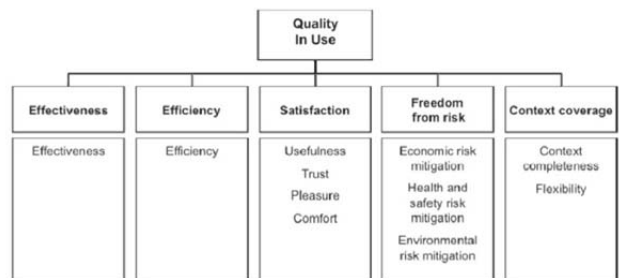 Quality
In Use
Effectiveness
Efficiency
Satisfaction
Freedom
from risk
Context coverage
Effectiveness
Efficiency
Usefulness
Trust
Pleasure
Comfort
Economic risk
mitigation
Health and
safety risk
mitigation
Environmental
risk mitigation
Context
completeness
Flexibility